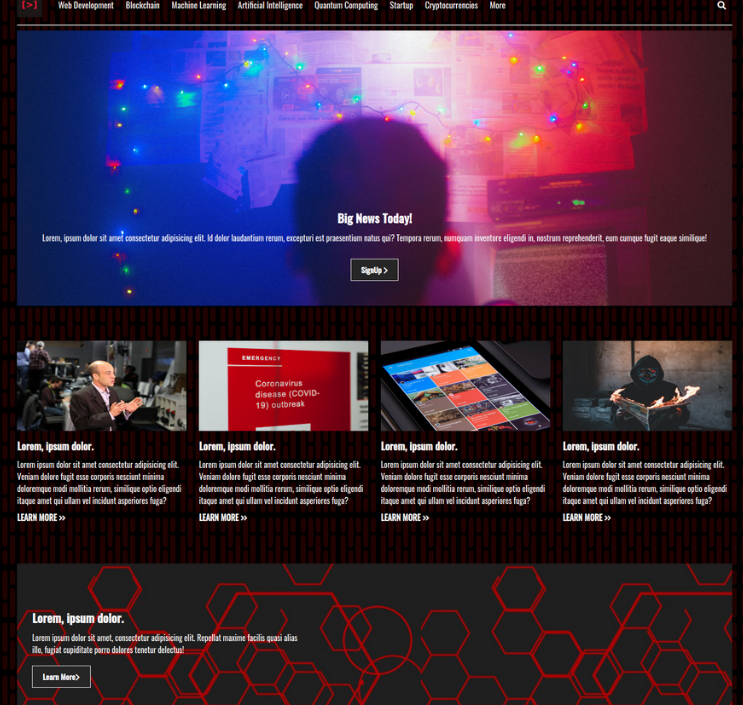 [>] Web Development Blockchain Machine Learning Artificial Intelligence Quantum Computing Startup Cryptocurrencies More
Big News Today!
Lorem, ipsum dolor sit amet consectetur adipisicing elit. Id dolor laudantium rerum, excepturi est praesentium natus qui? Tempora rerum, numquam inventore eligendi in, nostrum reprehenderit, eum cumque fugit eaque similique!
SignUp >
EMERGENCY
Coronavirus
disease (COVID-
19) outbreak
Lorem, ipsum dolor.
Lorem ipsum dolor sit amet consectetur adipisicing elit.
Veniam dolore fugit esse corporis nesciunt minima
doloremque modi mollitia rerum, similique optio eligendi
itaque amet qui ullam vel incidunt asperiores fuga?
LEARN MORE >>
Lorem, ipsum dolor.
Lorem ipsum dolor sit amet consectetur adipisicing elit.
Veniam dolore fugit esse corporis nesciunt minima
doloremque modi mollitia rerum, similique optio eligendi
itaque amet qui ullam vel incidunt asperiores fuga?
LEARN MORE >>
Lorem, ipsum dolor.
Lorem ipsum dolor sit amet consectetur adipisicing elit.
Veniam dolore fugit esse corporis nesciunt minima
doloremque modi mollitia rerum, similique optio eligendi
itaque amet qui ullam vel incidunt asperiores fuga?
LEARN MORE >>
Lorem, ipsum dolor.
Lorem ipsum dolor sit amet consectetur adipisicing elit.
Veniam dolore fugit esse corporis nesciunt minima
doloremque modi mollitia rerum, similique optio eligendi
itaque amet qui ullam vel incidunt asperiores fuga?
LEARN MORE >>
Lorem, ipsum dolor.
Lorem ipsum dolor sit amet, consectetur adipisicing elit. Repellat maxime facilis quasi alias
illo, fugiat cupiditate porro dolores tenetur delectus!
Learn More>